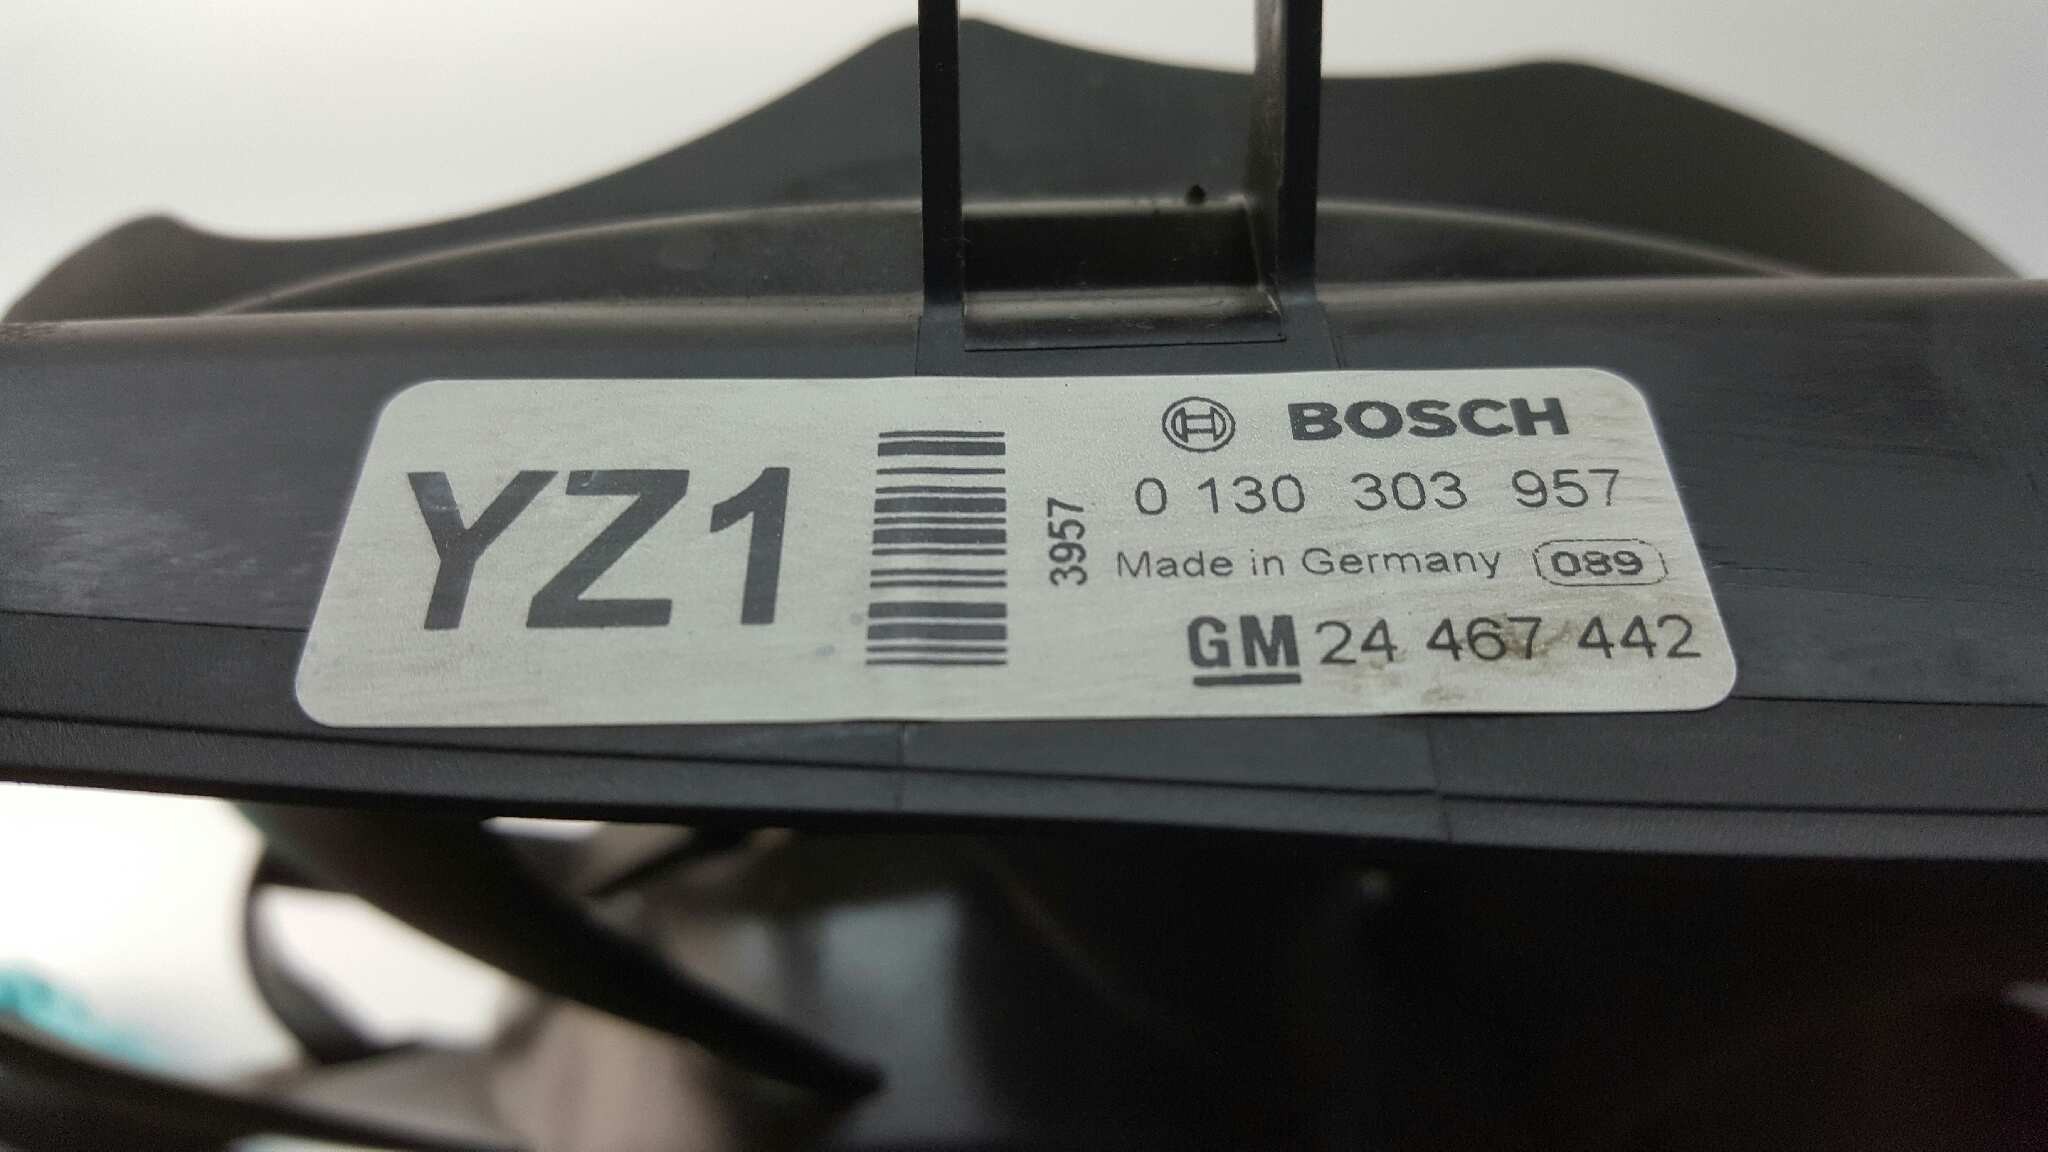 YZ1
3957
BOSCH
0 130 303 957
Made in Germany 089
GM 24 467 442